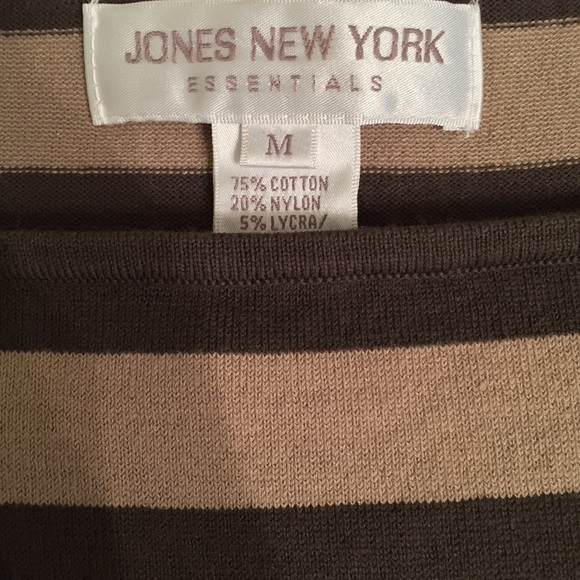 JONES NEW YORK
ESSENTIALS
M
75% COTTON
20% NYLON
5% LYCRA/